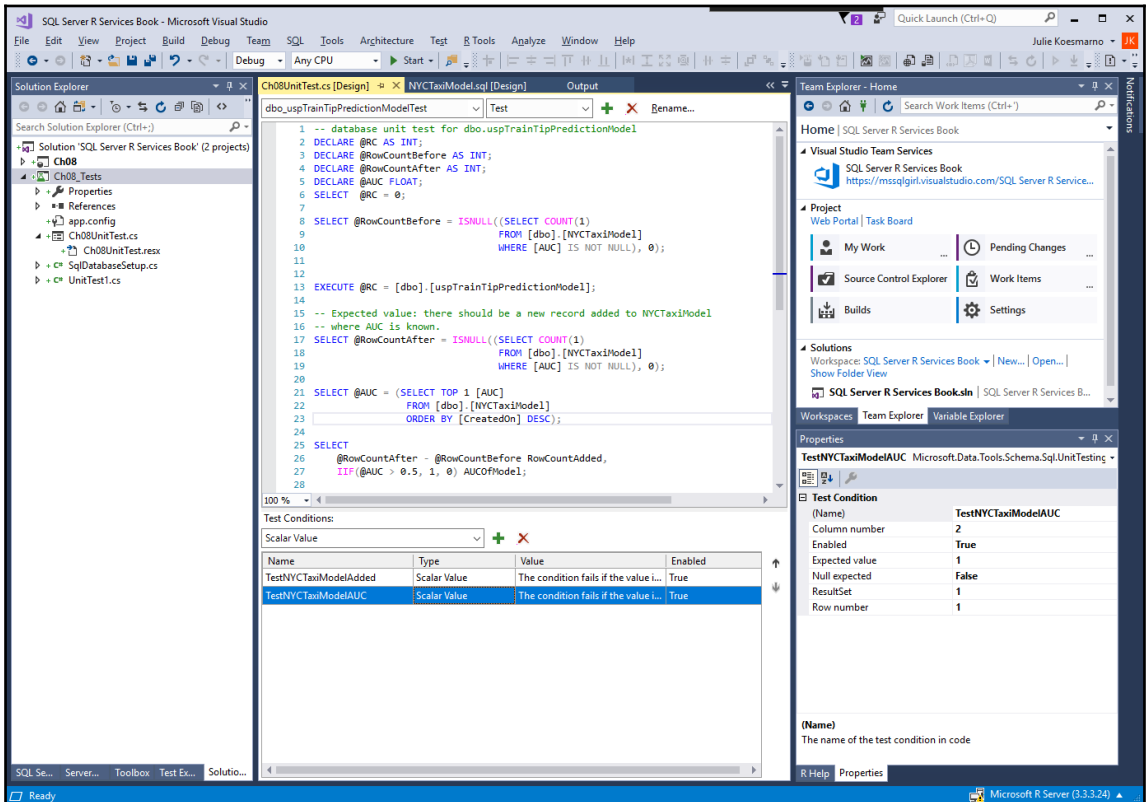 SQL Server R Services Book - Microsoft Visual Studio
2
Quick Launch (Ctrl+Q)
File Edit View Project Build Debug Team SQL Tools Architecture Test R Tools Analyze Window Help
Julie Koesmarno JK
Debug Any CPU Start
Solution Explorer
Search Solution Explorer (Ctrl+;)
Solution 'SQL Server R Services Book' (2 projects)
Ch08
Ch08_Tests
Properties
References
app.config
Ch08UnitTest.cs
Ch08UnitTest.resx
C# SqlDatabaseSetup.cs
C# UnitTest1.cs
SQL Se... Server... Toolbox Test Ex... Solutio...
Ch08UnitTest.cs [Design] NYCTaxiModel.sql [Design] Output
dbo_uspTrainTipPredictionModelTest Test Rename...
1 -- database unit test for dbo.uspTrainTipPredictionModel
2 DECLARE @RC AS INT;
3 DECLARE @RowCountBefore AS INT;
4 DECLARE @RowCountAfter AS INT;
5 DECLARE @AUC FLOAT;
6 SELECT @RC = 0;
7
8 SELECT @RowCountBefore = ISNULL((SELECT COUNT(1)
9 FROM [dbo].[NYCTaxiModel]
10 WHERE [AUC] IS NOT NULL), 0);
11
12
13 EXECUTE @RC = [dbo].[uspTrainTipPredictionModel];
14
15 -- Expected value: there should be a new record added to NYCTaxiModel
16 -- where AUC is known.
17 SELECT @RowCountAfter = ISNULL((SELECT COUNT(1)
18 FROM [dbo].[NYCTaxiModel]
19 WHERE [AUC] IS NOT NULL), 0);
20
21 SELECT @AUC = (SELECT TOP 1 [AUC]
22 FROM [dbo].[NYCTaxiModel]
23 ORDER BY [CreatedOn] DESC);
24
25 SELECT
26 @RowCountAfter - @RowCountBefore RowCountAdded,
27 IIF(@AUC > 0.5, 1, 0) AUCOfModel;
28
100 %
Test Conditions:
Scalar Value
Name Type Value Enabled
TestNYCTaxiModelAdded Scalar Value The condition fails if the value i... True
TestNYCTaxiModelAUC Scalar Value The condition fails if the value i... True
Team Explorer - Home
Search Work Items (Ctrl+')
Home | SQL Server R Services Book
Visual Studio Team Services
SQL Server R Services Book
https://mssqlgirl.visualstudio.com/SQL Server R Service...
Project
Web Portal | Task Board
My Work ... Pending Changes ...
Source Control Explorer Work Items ...
Builds Settings
Solutions
Workspace: SQL Server R Services Book | New... | Open... |
Show Folder View
SQL Server R Services Book.sln | SQL Server R Services B...
Workspaces Team Explorer Variable Explorer
Properties
TestNYCTaxiModelAUC Microsoft.Data.Tools.Schema.Sql.UnitTesting
Test Condition
(Name) TestNYCTaxiModelAUC
Column number 2
Enabled True
Expected value 1
Null expected False
ResultSet 1
Row number 1
(Name)
The name of the test condition in code
R Help Properties
Notifications
Ready
Microsoft R Server (3.3.3.24)